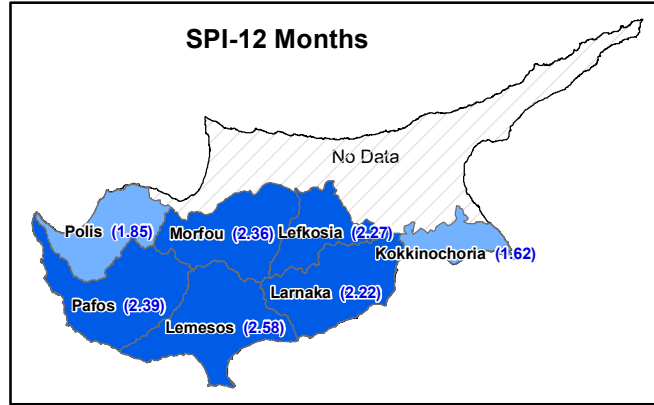 SPI-12 Months
No Data
Polis (1.85)
Morfou (2.36)
Lefkosia (2.27)
Kokkinochoria (1.62)
Pafos (2.39)
Larnaka (2.22)
Lemesos (2.58)